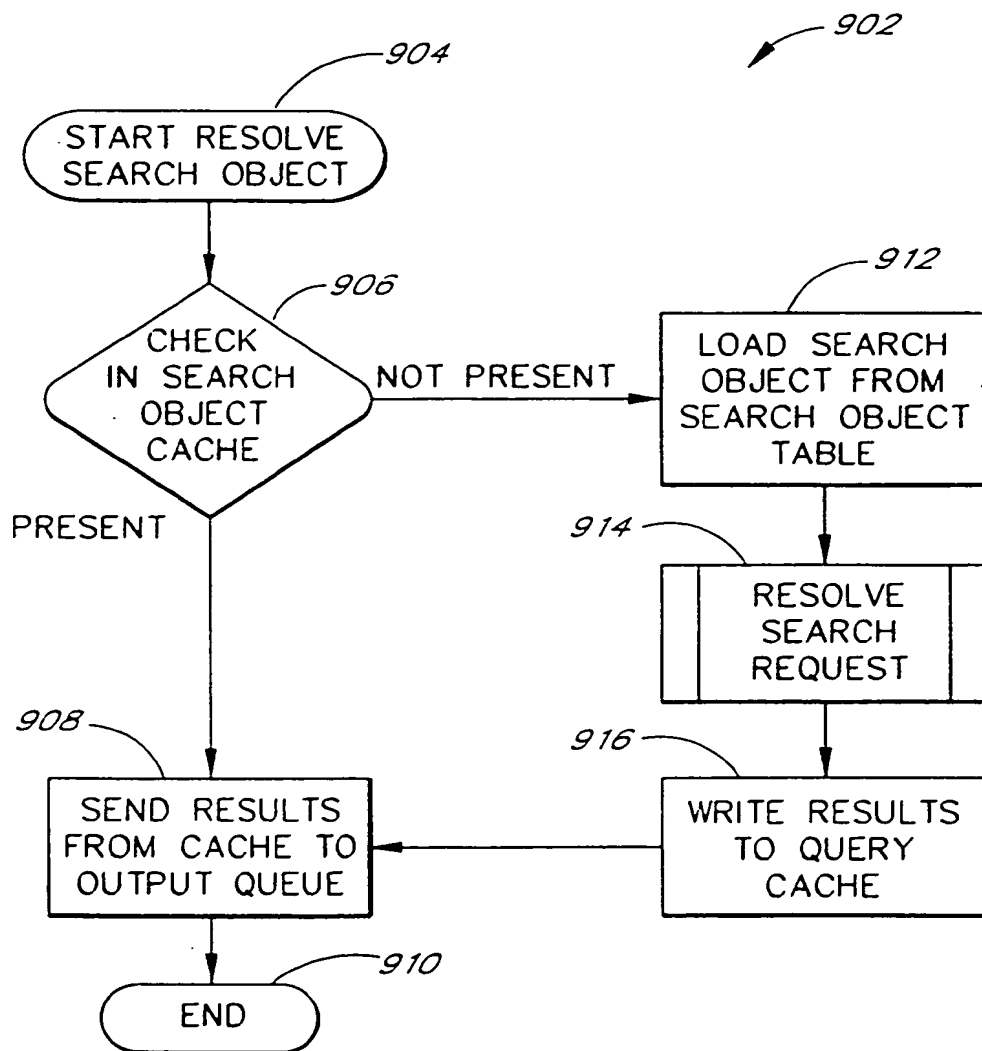 902
904
START RESOLVE
SEARCH OBJECT
906
CHECK
IN SEARCH
OBJECT
CACHE
NOT PRESENT
PRESENT
912
LOAD SEARCH
OBJECT FROM
SEARCH OBJECT
TABLE
914
RESOLVE
SEARCH
REQUEST
908
SEND RESULTS
FROM CACHE TO
OUTPUT QUEUE
916
WRITE RESULTS
TO QUERY
CACHE
910
END